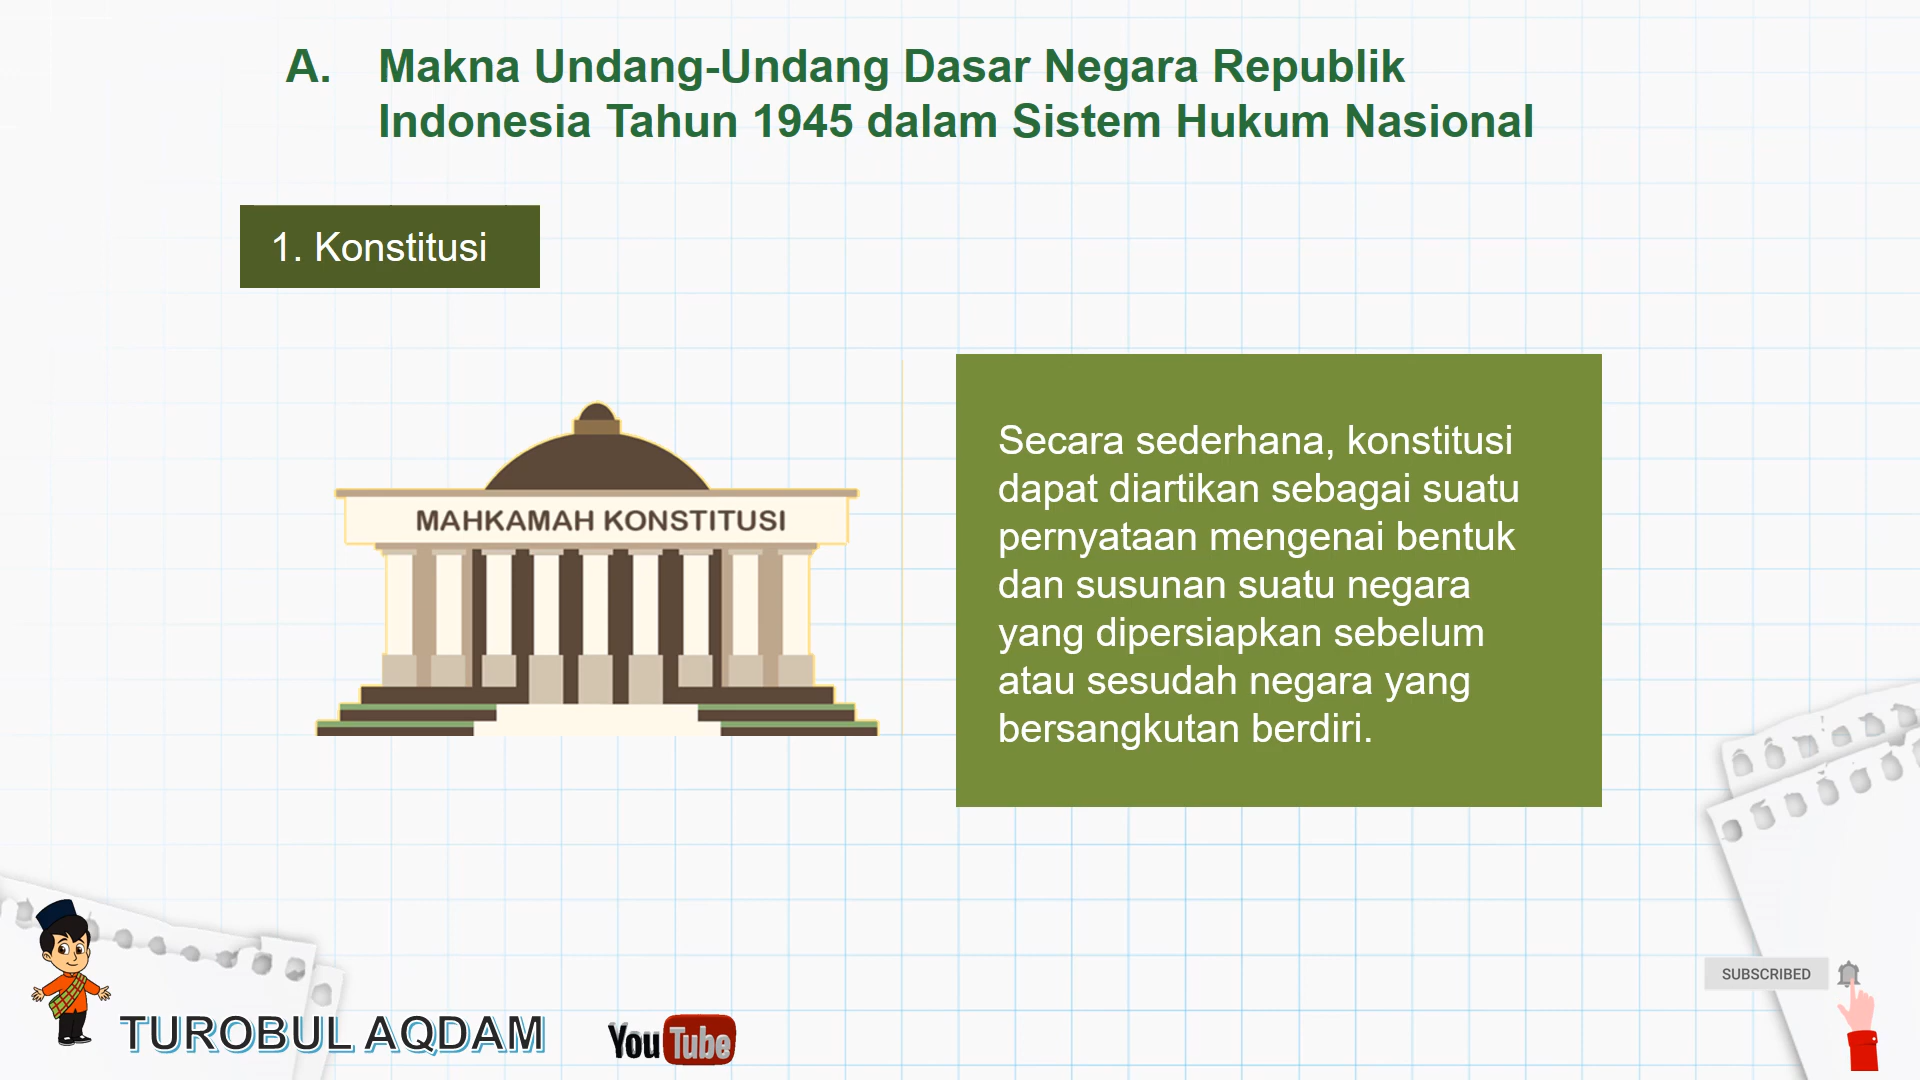 A. Makna Undang-Undang Dasar Negara Republik
Indonesia Tahun 1945 dalam Sistem Hukum Nasional
1. Konstitusi
MAHKAMAH KONSTITUSI
Secara sederhana, konstitusi
dapat diartikan sebagai suatu
pernyataan mengenai bentuk
dan susunan suatu negara
yang dipersiapkan sebelum
atau sesudah negara yang
bersangkutan berdiri.
SUBSCRIBED
TUROBUL AQDAM
YouTube